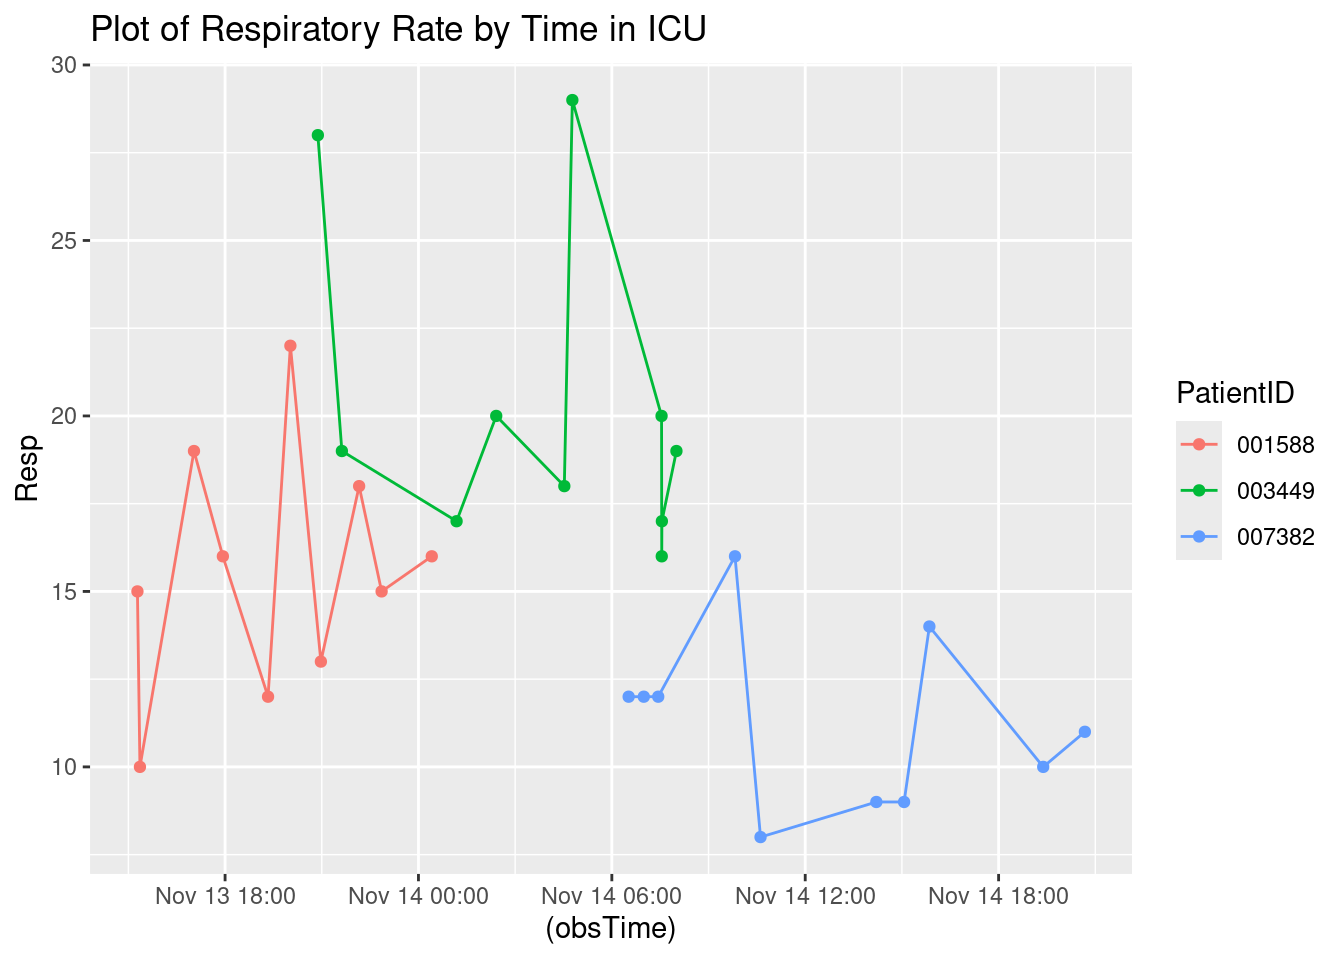 Plot of Respiratory Rate by Time in ICU
30
25
20
15
10
Resp
Nov 13 18:00 Nov 14 00:00 Nov 14 06:00 Nov 14 12:00 Nov 14 18:00
(obsTime)
PatientID
001588
003449
007382